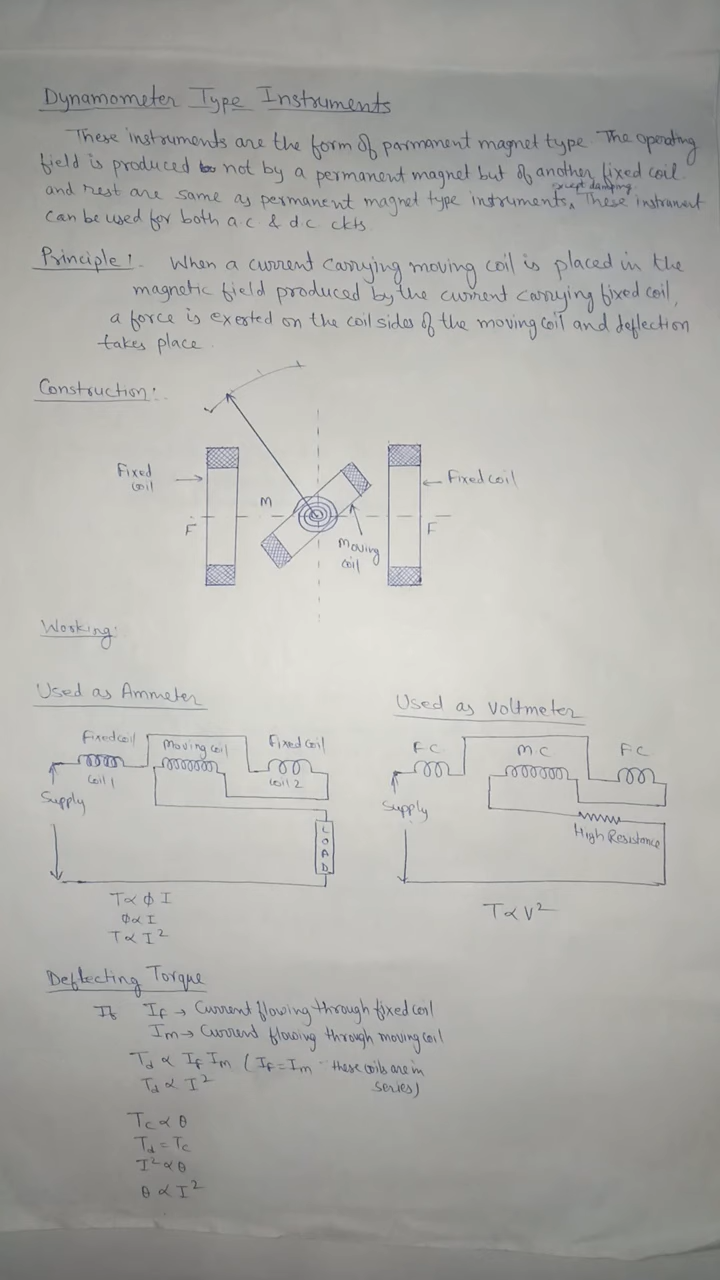 Dynamometer Type Instruments
These instruments are the form of parmanent magnet type. The operating
field is produced not by a permanent magnet but of another fixed coil.
and rest are same as permanent magnet type intruments, except damping. These instrument
can be used for both a.c & d.c ckts.
Principle:- When a current carrying moving coil is placed in the
magnetic field produced by the current carrying fixed coil,
a force is exerted on the coil sides of the moving coil and deflection
takes place.
Construction:-
Fixed
coil
Fixed coil
M
F
F
Moving
coil
Working:
Used as Ammeter
Used as Voltmeter
Fixed coil
Moving coil
Fixed coil
coil 1
coil 2
Supply
LOAD
F C
M C
F C
Supply
High Resistance
T ∝ φ I
φ ∝ I
T ∝ I²
T ∝ V²
Deflecting Torque
If If → Current flowing through fixed coil
Im → Current flowing through moving coil
Td ∝ If Im ( If = Im - these coils are in
series)
Td ∝ I²
Tc ∝ θ
Td = Tc
I² ∝ θ
θ ∝ I²